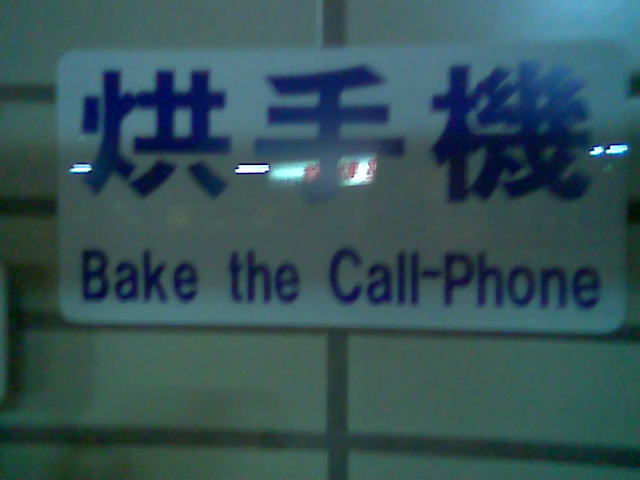 烘手機
Bake the Call-Phone